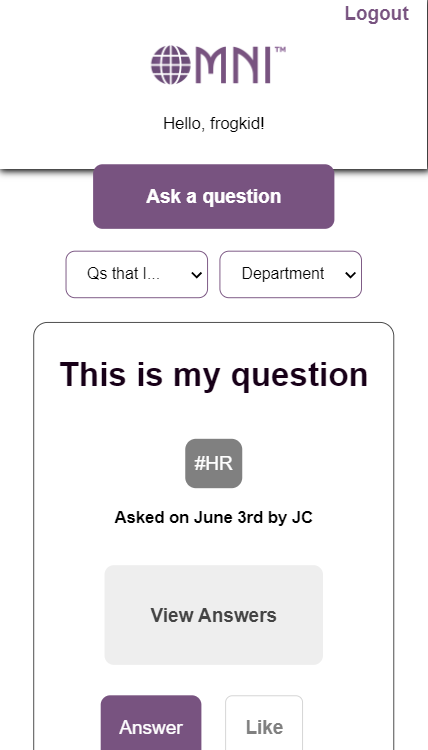 Logout
OMNI™
Hello, frogkid!
Ask a question
Qs that I...
Department
This is my question
#HR
Asked on June 3rd by JC
View Answers
Answer
Like